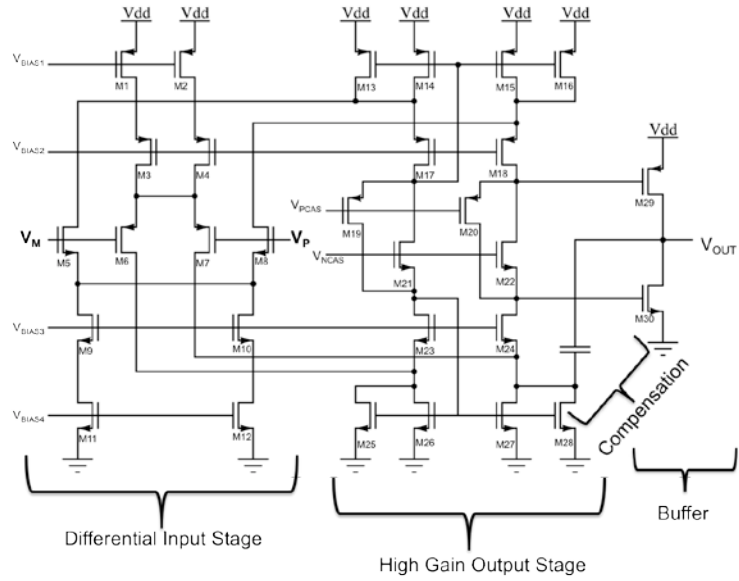 Vdd Vdd Vdd Vdd Vdd Vdd
VBIAS1
M1 M2 M13 M14 M15 M16
Vdd
VBIAS2
M3 M4 M17 M18
M29
VPCAS
M19 M20
VM VP VOUT
M5 M6 M7 M8
VNCAS
M21 M22
M30
VBIAS3
M9 M10 M23 M24
VBIAS4
M11 M12 M25 M26 M27 M28
Compensation
Differential Input Stage
High Gain Output Stage
Buffer